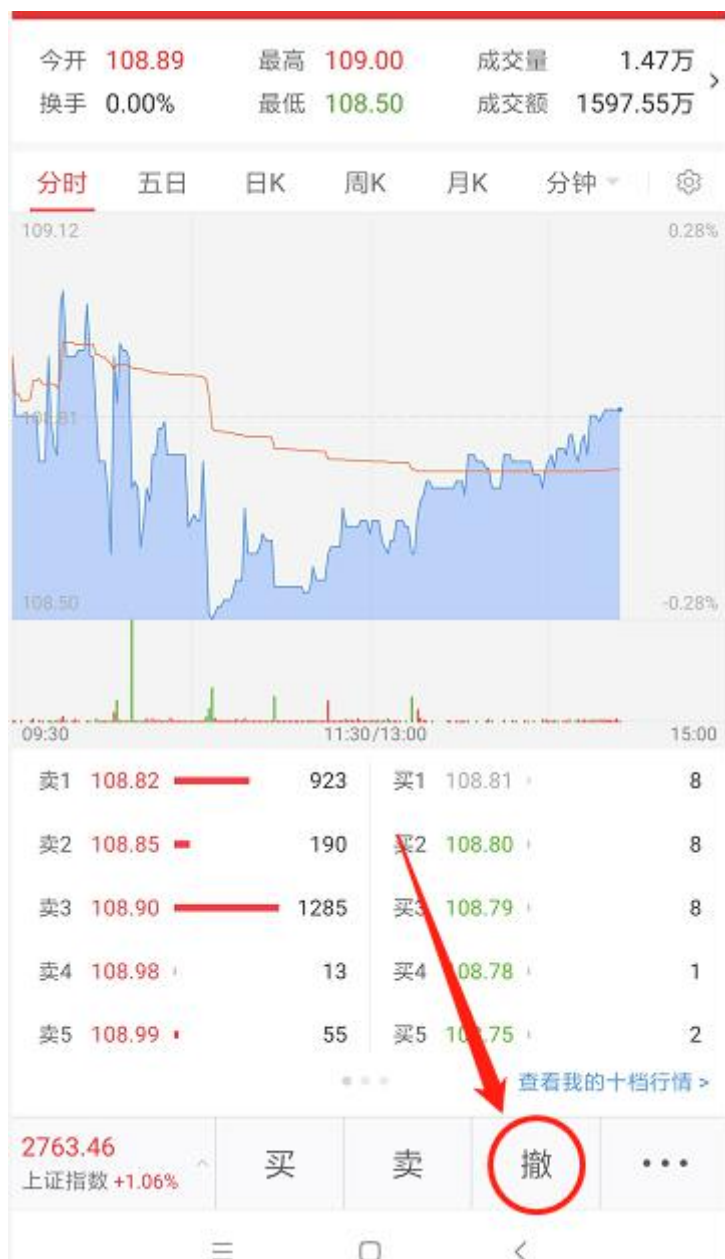 今开 108.89 最高 109.00 成交量 1.47万
换手 0.00% 最低 108.50 成交额 1597.55万 >
分时 五日 日K 周K 月K 分钟
109.12 0.28%
108.81
108.50 -0.28%
09:30 11:30/13:00 15:00
卖1 108.82 923 买1 108.81 8
卖2 108.85 190 买2 108.80 8
卖3 108.90 1285 买3 108.79 8
卖4 108.98 13 买4 108.78 1
卖5 108.99 55 买5 108.75 2
查看我的十档行情 >
2763.46 买 卖 撤 •••
上证指数 +1.06%